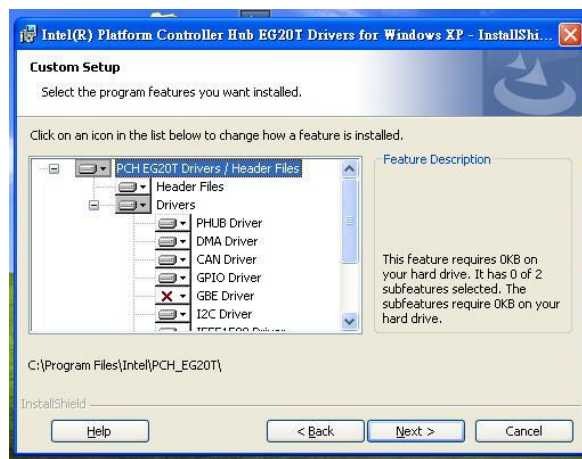 Intel(R) Platform Controller Hub EG20T Drivers for Windows XP - InstallShi...
Custom Setup
Select the program features you want installed.
Click on an icon in the list below to change how a feature is installed.
PCH EG20T Drivers / Header Files
Header Files
Drivers
PHUB Driver
DMA Driver
CAN Driver
GPIO Driver
GBE Driver
I2C Driver
Feature Description
This feature requires 0KB on
your hard drive. It has 0 of 2
subfeatures selected. The
subfeatures require 0KB on your
hard drive.
C:\Program Files\Intel\PCH_EG20T\
InstallShield
Help
< Back
Next >
Cancel